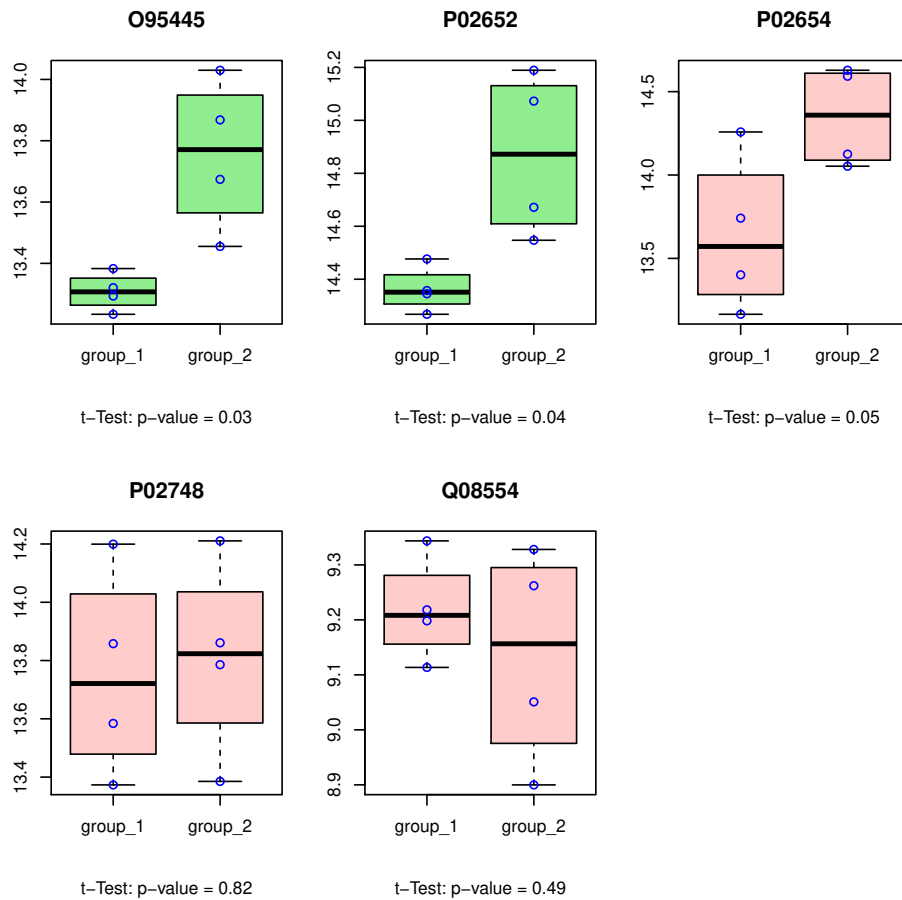 O95445
P02652
P02654
14.0
13.8
13.6
13.4
15.2
15.0
14.8
14.6
14.4
14.5
14.0
13.5
group_1
group_2
group_1
group_2
group_1
group_2
t−Test: p−value = 0.03
t−Test: p−value = 0.04
t−Test: p−value = 0.05
P02748
Q08554
14.2
14.0
13.8
13.6
13.4
9.3
9.2
9.1
9.0
8.9
group_1
group_2
group_1
group_2
t−Test: p−value = 0.82
t−Test: p−value = 0.49